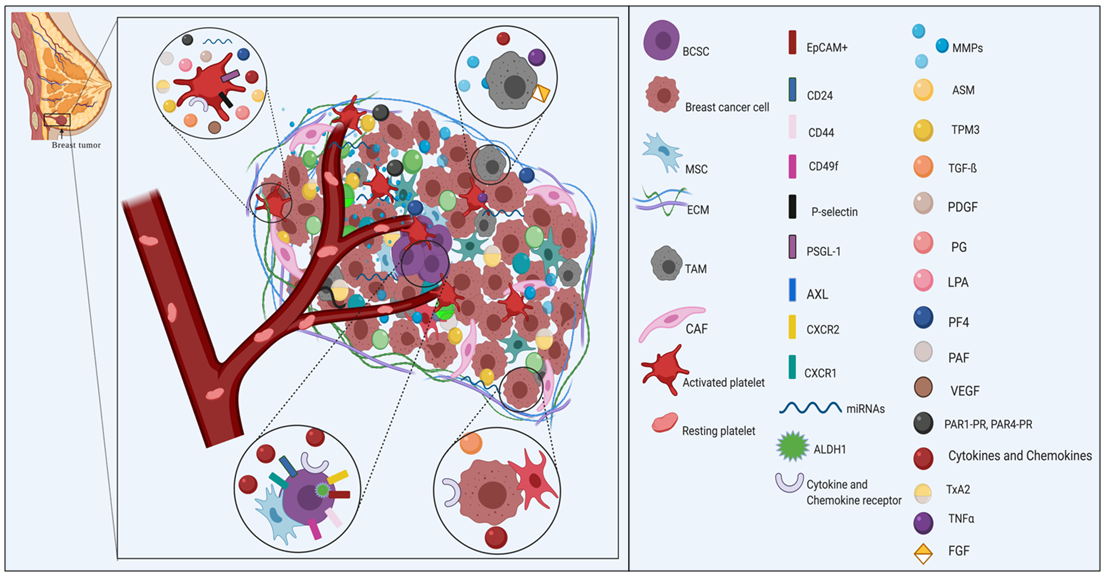 Breast tumor
BCSC
Breast cancer cell
MSC
ECM
TAM
CAF
Activated platelet
Resting platelet
EpCAM+
CD24
CD44
CD49f
P-selectin
PSGL-1
AXL
CXCR2
CXCR1
miRNAs
ALDH1
Cytokine and
Chemokine receptor
MMPs
ASM
TPM3
TGF-ß
PDGF
PG
LPA
PF4
PAF
VEGF
PAR1-PR, PAR4-PR
Cytokines and Chemokines
TxA2
TNFα
FGF